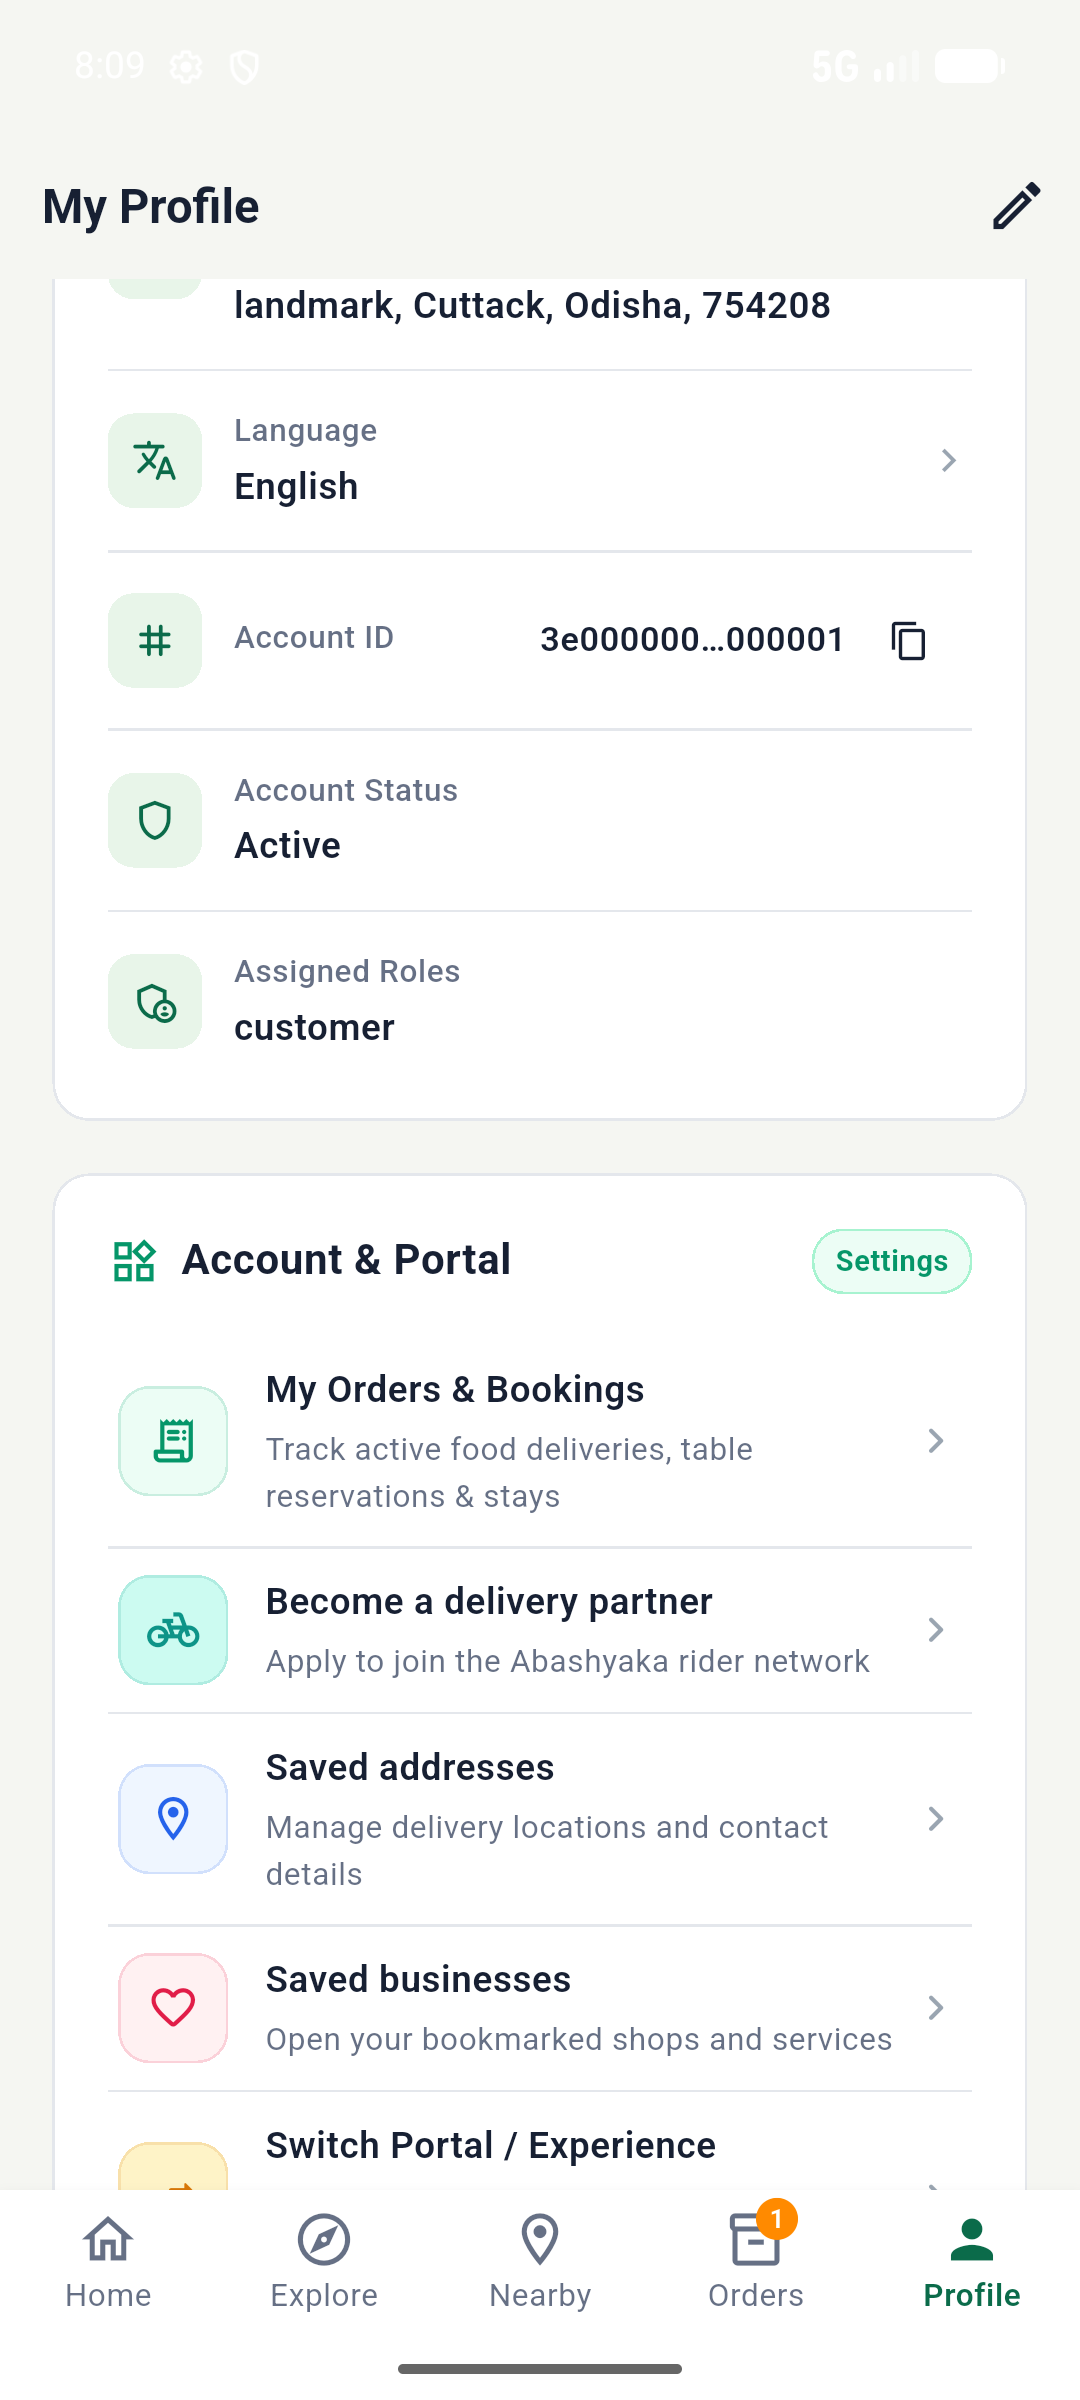 8:09
5G
My Profile
landmark, Cuttack, Odisha, 754208
Language
English
Account ID
3e000000…000001
Account Status
Active
Assigned Roles
customer
Account & Portal
Settings
My Orders & Bookings
Track active food deliveries, table
reservations & stays
Become a delivery partner
Apply to join the Abashyaka rider network
Saved addresses
Manage delivery locations and contact
details
Saved businesses
Open your bookmarked shops and services
Switch Portal / Experience
1
Home
Explore
Nearby
Orders
Profile